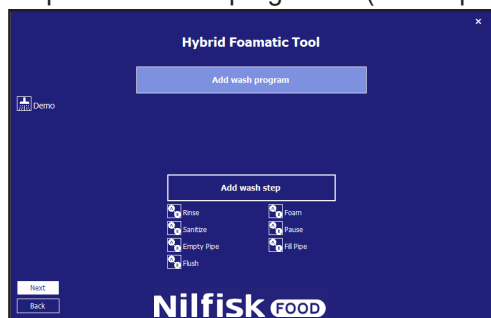 ×
Hybrid Foamatic Tool
Add wash program
Demo
Add wash step
Rinse Foam
Sanitize Pause
Empty Pipe Fill Pipe
Flush
Next
Back
Nilfisk FOOD